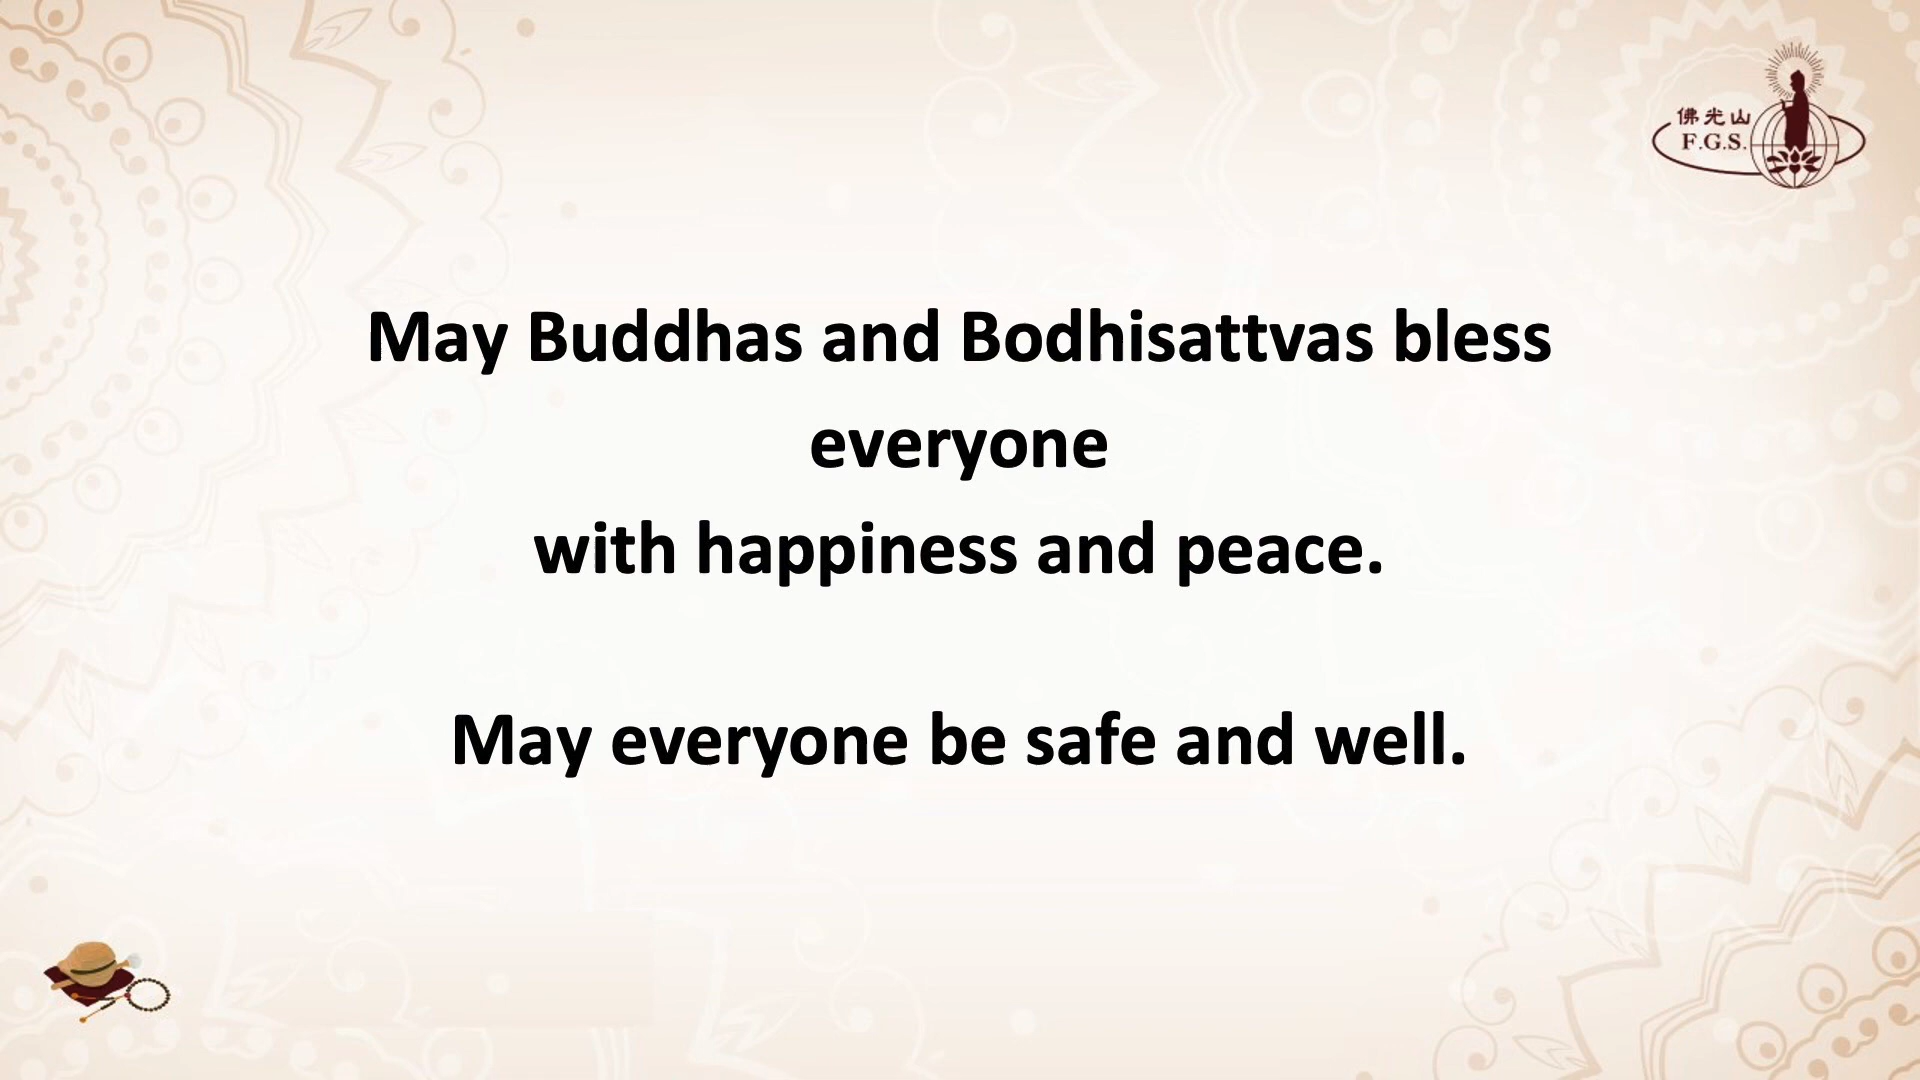 佛光山
F.G.S.
May Buddhas and Bodhisattvas bless
everyone
with happiness and peace.
May everyone be safe and well.